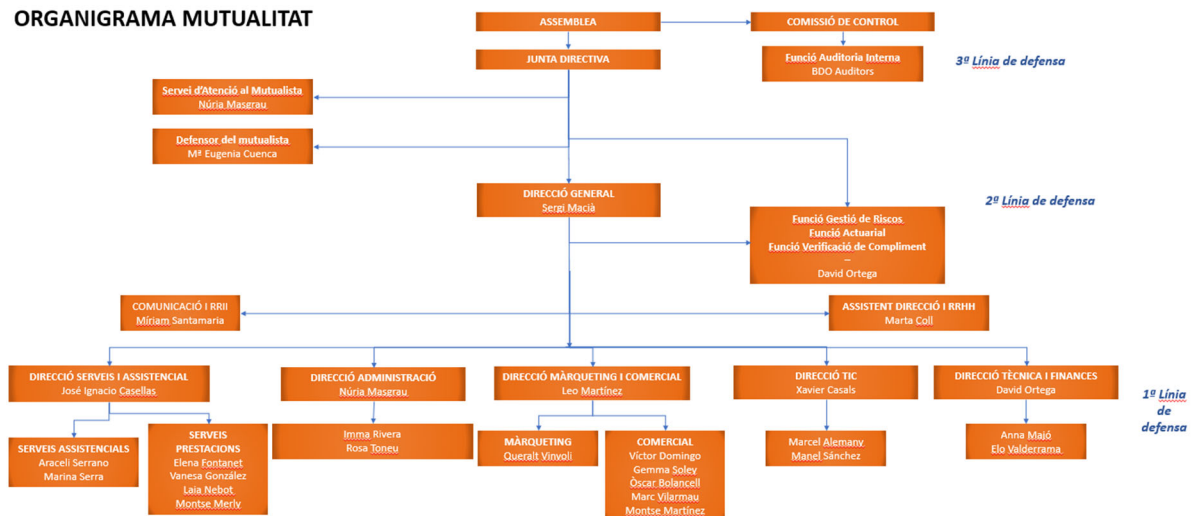 ORGANIGRAMA MUTUALITAT
ASSEMBLEA
COMISSIÓ DE CONTROL
JUNTA DIRECTIVA
Funció Auditoria Interna
BDO Auditors
3ª Línia de defensa
Servei d'Atenció al Mutualista
Núria Masgrau
Defensor del mutualista
Mª Eugenia Cuenca
DIRECCIÓ GENERAL
Sergi Macià
2ª Línia de defensa
Funció Gestió de Riscos
Funció Actuarial
Funció Verificació de Compliment
–
David Ortega
COMUNICACIÓ I RRII
Míriam Santamaria
ASSISTENT DIRECCIÓ I RRHH
Marta Coll
DIRECCIÓ SERVEIS I ASSISTENCIAL
José Ignacio Casellas
DIRECCIÓ ADMINISTRACIÓ
Núria Masgrau
DIRECCIÓ MÀRQUETING I COMERCIAL
Leo Martínez
DIRECCIÓ TIC
Xavier Casals
DIRECCIÓ TÈCNICA I FINANCES
David Ortega
1ª Línia
de
defensa
SERVEIS ASSISTENCIALS
Araceli Serrano
Marina Serra
SERVEIS
PRESTACIONS
Elena Fontanet
Vanesa González
Laia Nebot
Montse Merly
Imma Rivera
Rosa Toneu
MÀRQUETING
Queralt Vinyoli
COMERCIAL
Víctor Domingo
Gemma Soley
Òscar Bolancell
Marc Vilarmau
Montse Martínez
Marcel Alemany
Manel Sánchez
Anna Majó
Elo Valderrama